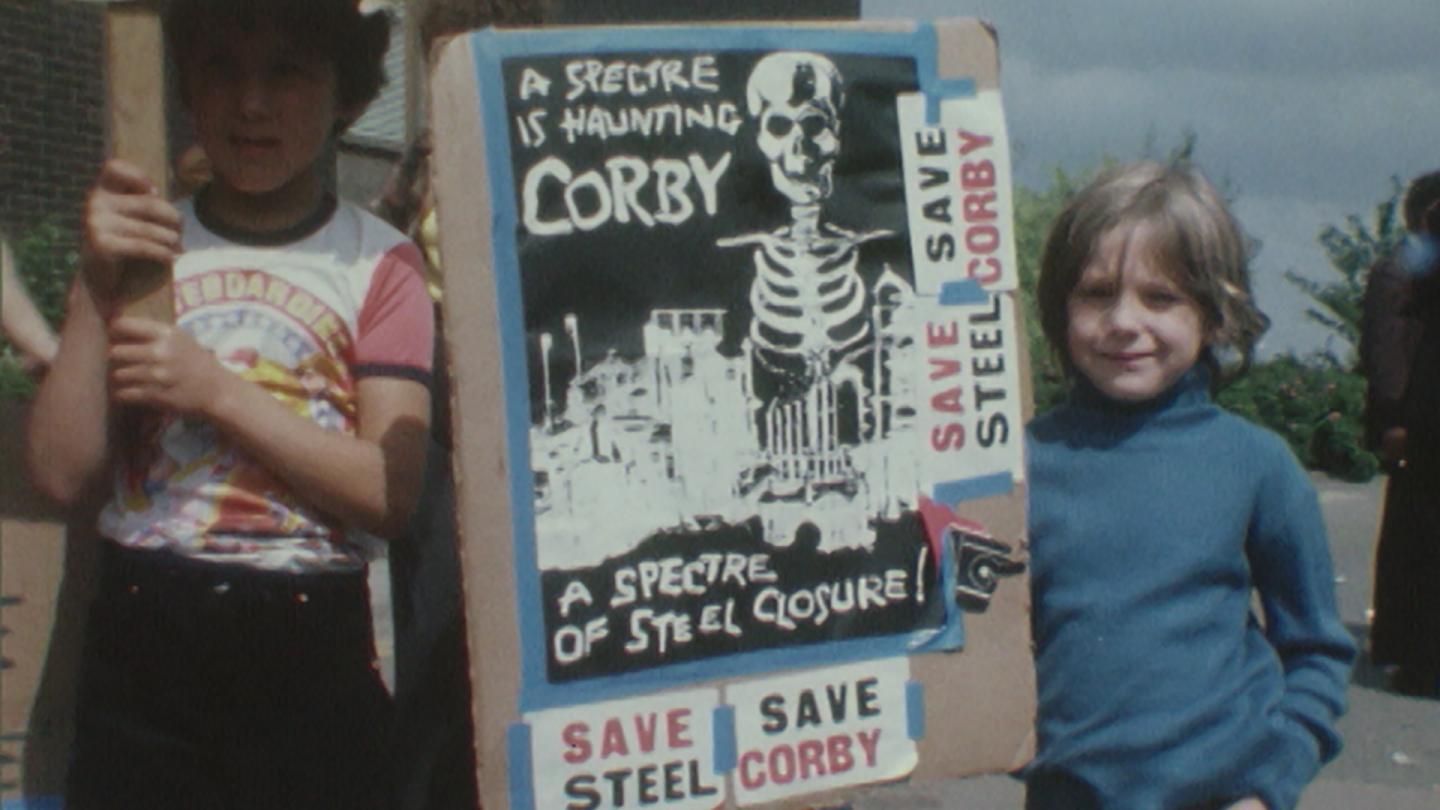 A SPECTRE
IS HAUNTING
CORBY
A SPECTRE
OF STEEL CLOSURE!
SAVE
CORBY
SAVE
STEEL
SAVE
STEEL
SAVE
CORBY